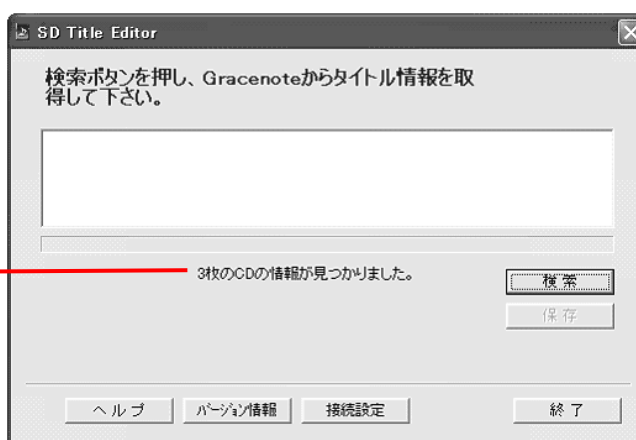 SD Title Editor
検索ボタンを押し、Gracenoteからタイトル情報を取
得して下さい。
3枚のCDの情報が見つかりました。
検 索
保 存
ヘ ル プ
バージョン情報
接続設定
終 了